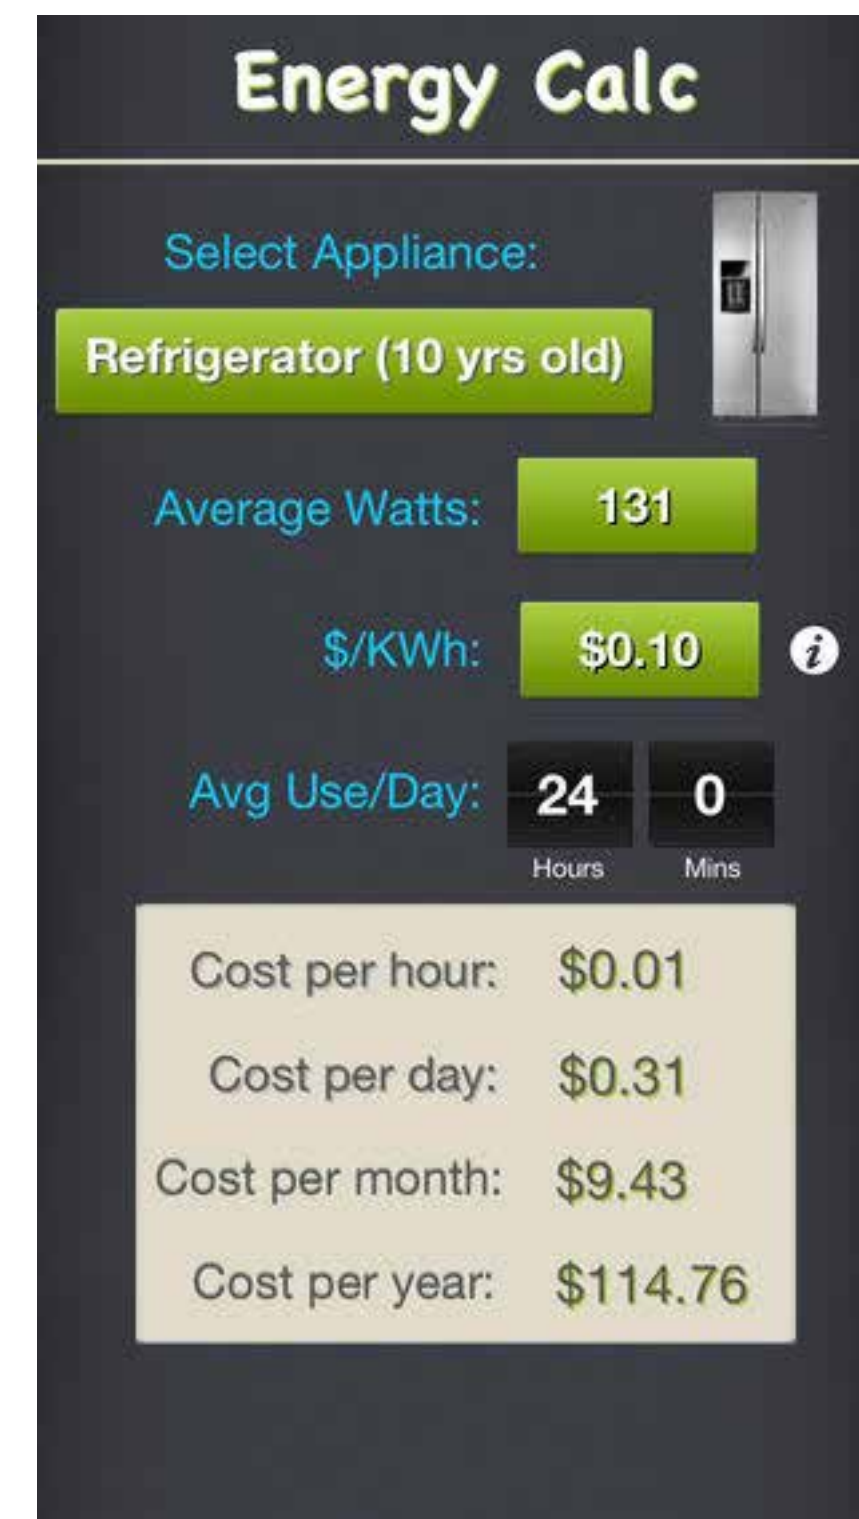 Energy Calc
Select Appliance:
Refrigerator (10 yrs old)
Average Watts: 131
$/KWh: $0.10 i
Avg Use/Day: 24 0
Hours Mins
Cost per hour: $0.01
Cost per day: $0.31
Cost per month: $9.43
Cost per year: $114.76